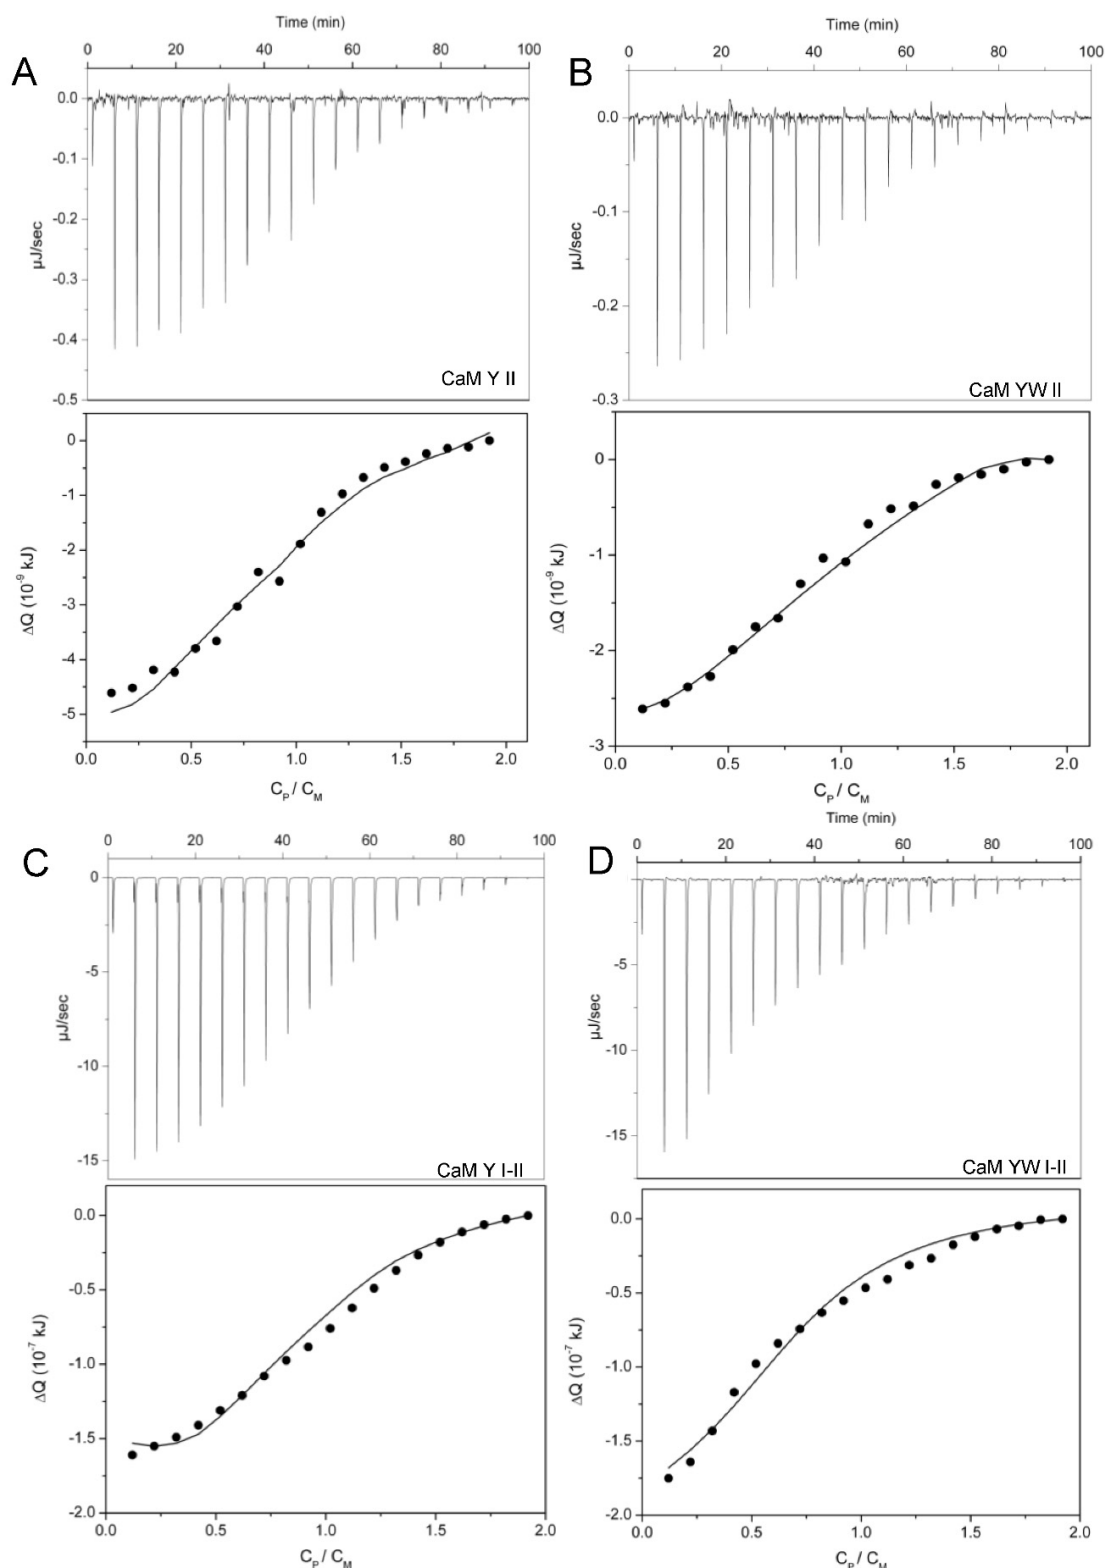 A
Time (min)
0 20 40 60 80 100
0.0
-0.1
-0.2
-0.3
-0.4
-0.5
µJ/sec
CaM Y II
0
-1
-2
-3
-4
-5
ΔQ (10⁻⁹ kJ)
0.0 0.5 1.0 1.5 2.0
C_P / C_M
B
Time (min)
0 20 40 60 80 100
0.0
-0.1
-0.2
-0.3
µJ/sec
CaM YW II
0
-1
-2
-3
ΔQ (10⁻⁹ kJ)
0.0 0.5 1.0 1.5 2.0
C_P / C_M
C
0 20 40 60 80 100
0
-5
-10
-15
µJ/sec
CaM Y I-II
0.0
-0.5
-1.0
-1.5
-2.0
ΔQ (10⁻⁷ kJ)
0.0 0.5 1.0 1.5 2.0
C_P / C_M
D
Time (min)
0 20 40 60 80 100
0
-5
-10
-15
µJ/sec
CaM YW I-II
0.0
-0.5
-1.0
-1.5
-2.0
ΔQ (10⁻⁷ kJ)
0.0 0.5 1.0 1.5 2.0
C_P / C_M